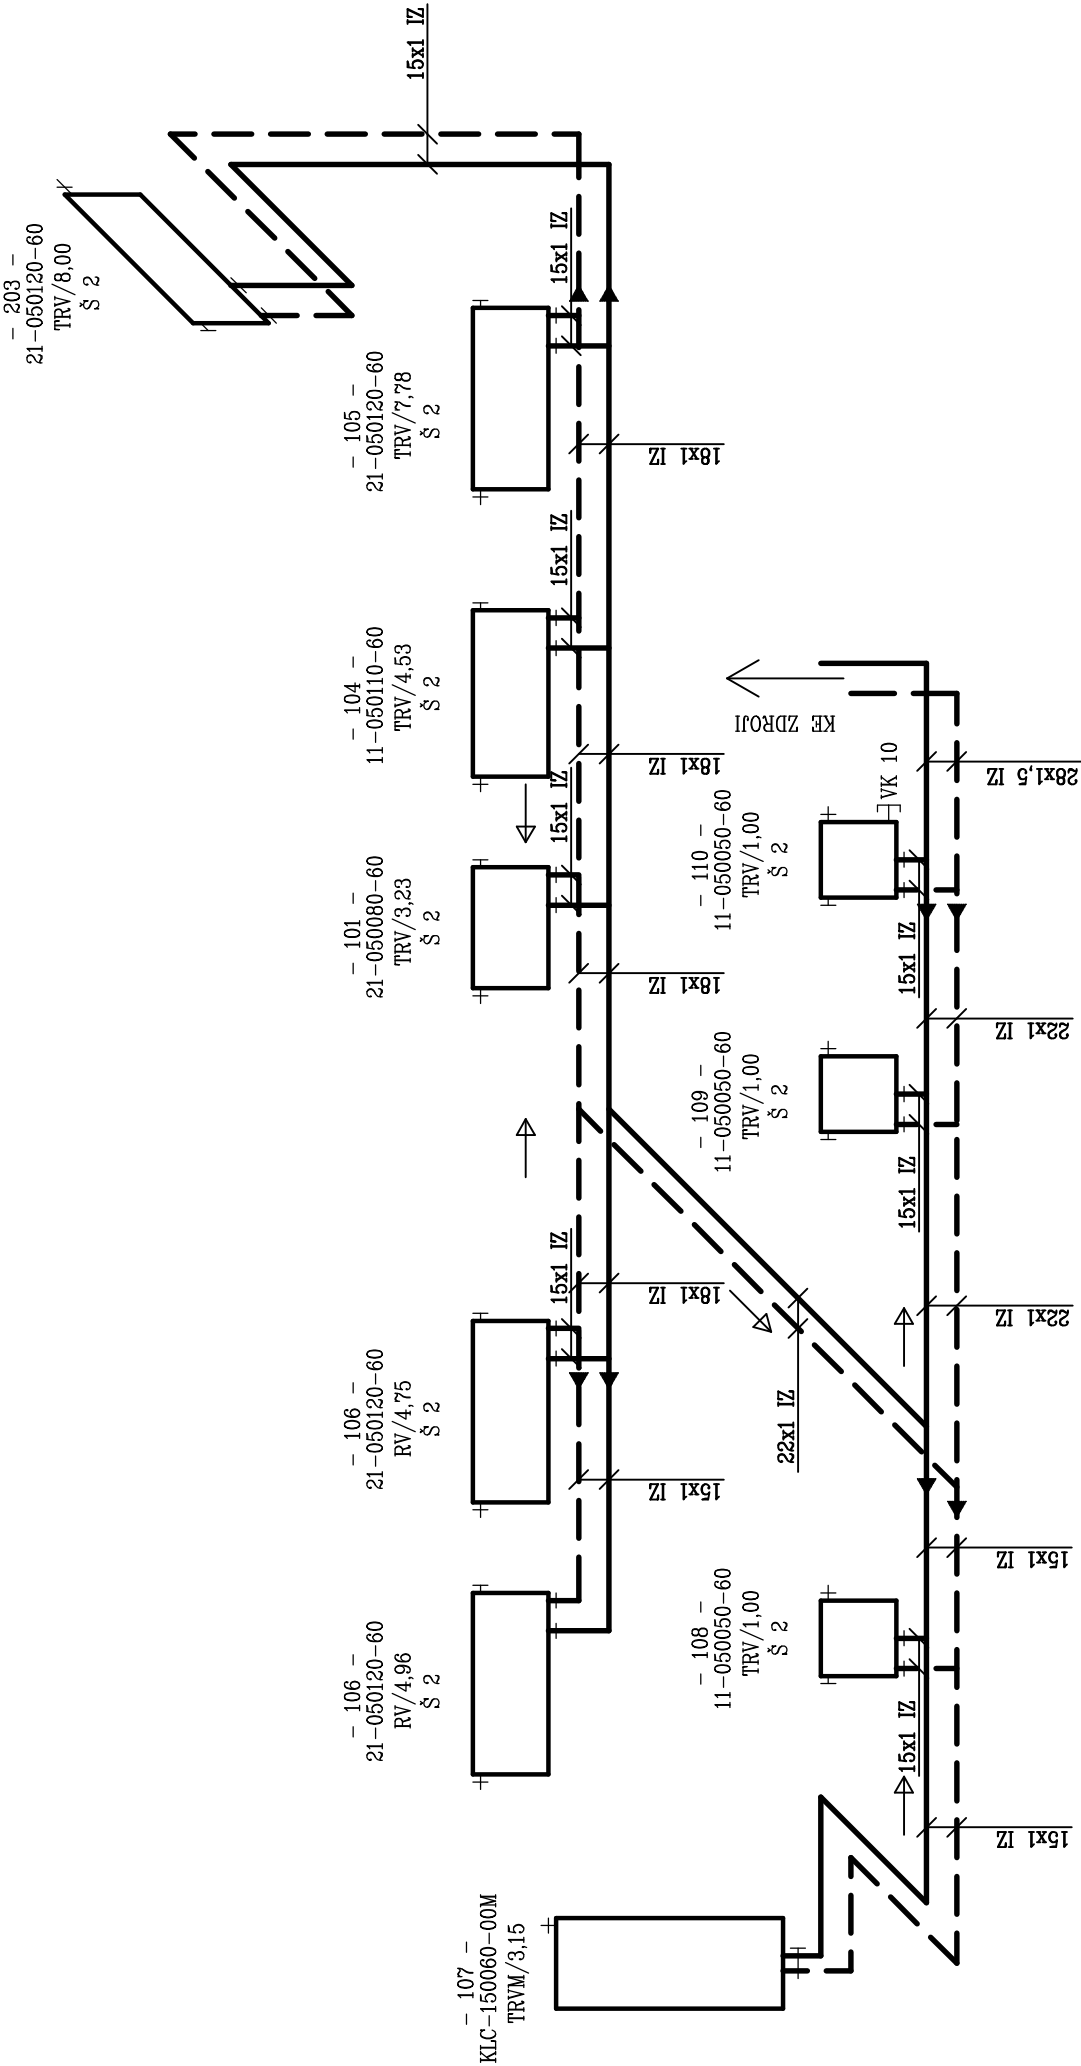 15x1 IZ
- 203 -
21-050120-60
TRV/8,00
Š 2
15x1 IZ
- 105 -
21-050120-60
TRV/7,78
Š 2
18x1 IZ
15x1 IZ
- 104 -
11-050110-60
TRV/4,53
Š 2
18x1 IZ
15x1 IZ
- 101 -
21-050080-60
TRV/3,23
Š 2
18x1 IZ
15x1 IZ
18x1 IZ
- 106 -
21-050120-60
RV/4,75
Š 2
15x1 IZ
- 106 -
21-050120-60
RV/4,96
Š 2
KE ZDROJI
28x1,5 IZ
VK 10
- 110 -
11-050050-60
TRV/1,00
Š 2
15x1 IZ
22x1 IZ
- 109 -
11-050050-60
TRV/1,00
Š 2
15x1 IZ
22x1 IZ
22x1 IZ
15x1 IZ
- 108 -
11-050050-60
TRV/1,00
Š 2
15x1 IZ
15x1 IZ
- 107 -
KLC-150060-00M
TRVM/3,15